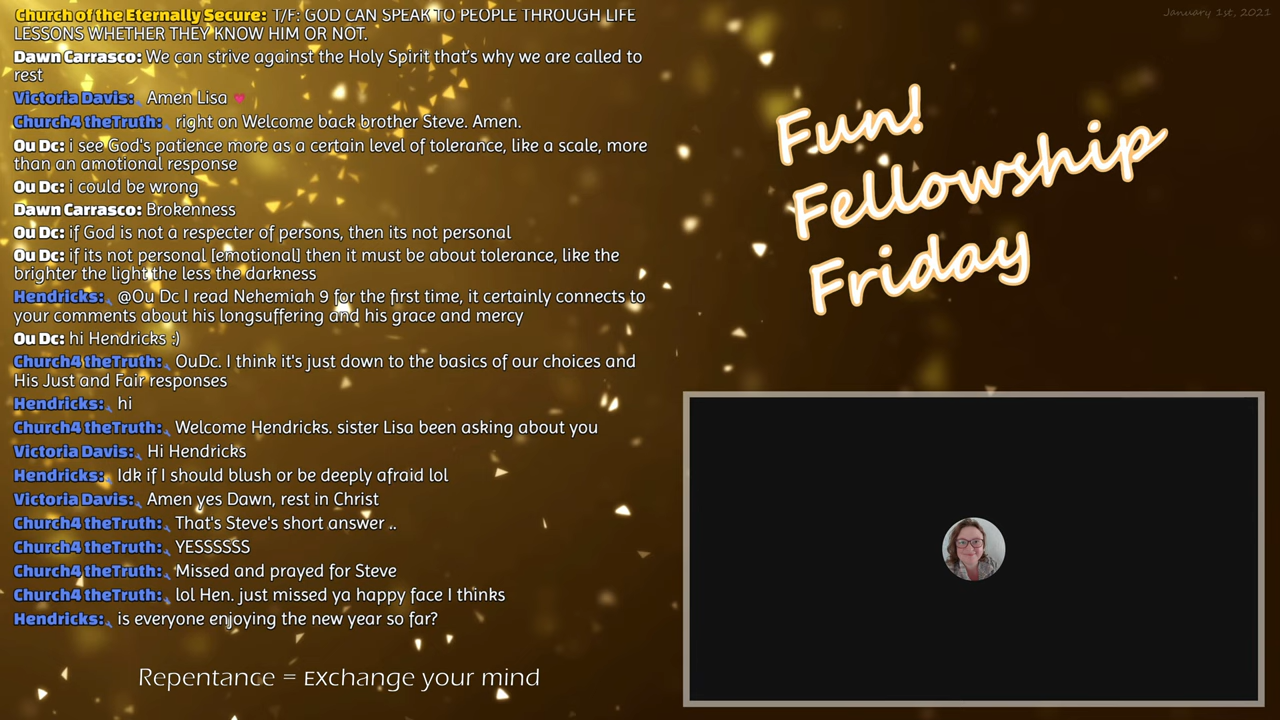 Church of the Eternally Secure: T/F: GOD CAN SPEAK TO PEOPLE THROUGH LIFE
LESSONS WHETHER THEY KNOW HIM OR NOT.
Dawn Carrasco: We can strive against the Holy Spirit that's why we are called to
rest
Victoria Davis: Amen Lisa
Church4 theTruth: right on Welcome back brother Steve. Amen.
Ou Dc: i see God's patience more as a certain level of tolerance, like a scale, more
than an amotional response
Ou Dc: i could be wrong
Dawn Carrasco: Brokenness
Ou Dc: if God is not a respecter of persons, then its not personal
Ou Dc: if its not personal [emotional] then it must be about tolerance, like the
brighter the light the less the darkness
Hendricks: @Ou Dc I read Nehemiah 9 for the first time, it certainly connects to
your comments about his longsuffering and his grace and mercy
Ou Dc: hi Hendricks :)
Church4 theTruth: OuDc. I think it's just down to the basics of our choices and
His Just and Fair responses
Hendricks: hi
Church4 theTruth: Welcome Hendricks. sister Lisa been asking about you
Victoria Davis: Hi Hendricks
Hendricks: Idk if I should blush or be deeply afraid lol
Victoria Davis: Amen yes Dawn, rest in Christ
Church4 theTruth: That's Steve's short answer ..
Church4 theTruth: YESSSSSS
Church4 theTruth: Missed and prayed for Steve
Church4 theTruth: lol Hen. just missed ya happy face I thinks
Hendricks: is everyone enjoying the new year so far?
Repentance = Exchange your mind
January 1st, 2021
Fun!
Fellowship
Friday